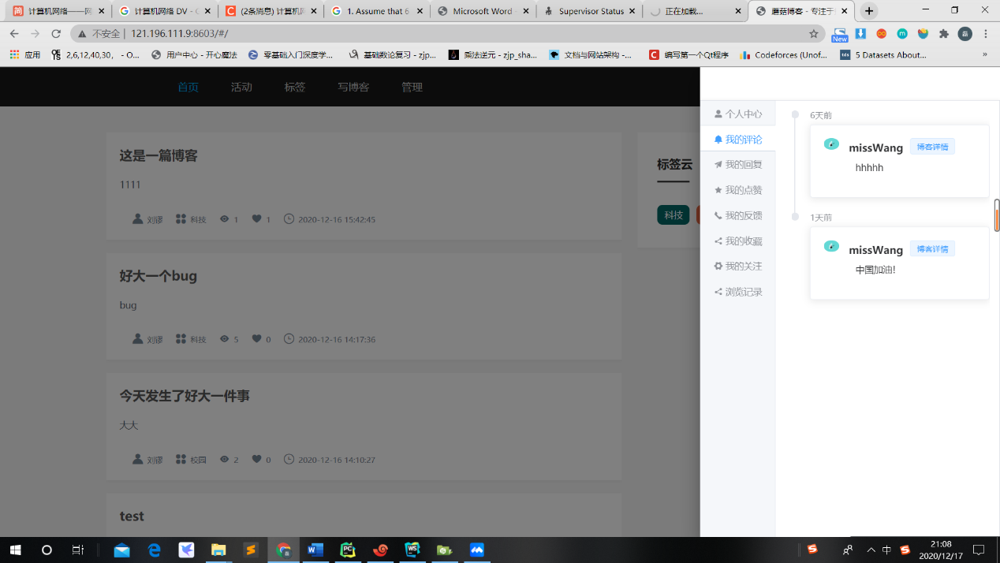 计算机网络——网
计算机网络 DV - G
(2条消息) 计算机网
1. Assume that 6
Microsoft Word
Supervisor Status
正在加载...
蘑菇博客 - 专注于
不安全 | 121.196.111.9:8603/#/
New
磊
应用
2,6,12,40,30, - O...
用户中心 - 开心魔法
零基础入门深度学...
基础数论复习 - zjp...
乘法逆元 - zjp_sha...
文档与网站架构 -...
编写第一个Qt程序
Codeforces (Unof...
5 Datasets About...
»
首页 活动 标签 写博客 管理
这是一篇博客
1111
刘镠 科技 1 1 2020-12-16 15:42:45
好大一个bug
bug
刘镠 科技 5 0 2020-12-16 14:17:36
今天发生了好大一件事
大大
刘镠 校园 2 0 2020-12-16 14:10:27
test
标签云
科技
个人中心
我的评论
我的回复
我的点赞
我的反馈
我的收藏
我的关注
浏览记录
6天前
missWang 博客详情
hhhhh
1天前
missWang 博客详情
中国加油!
中
21:08
2020/12/17